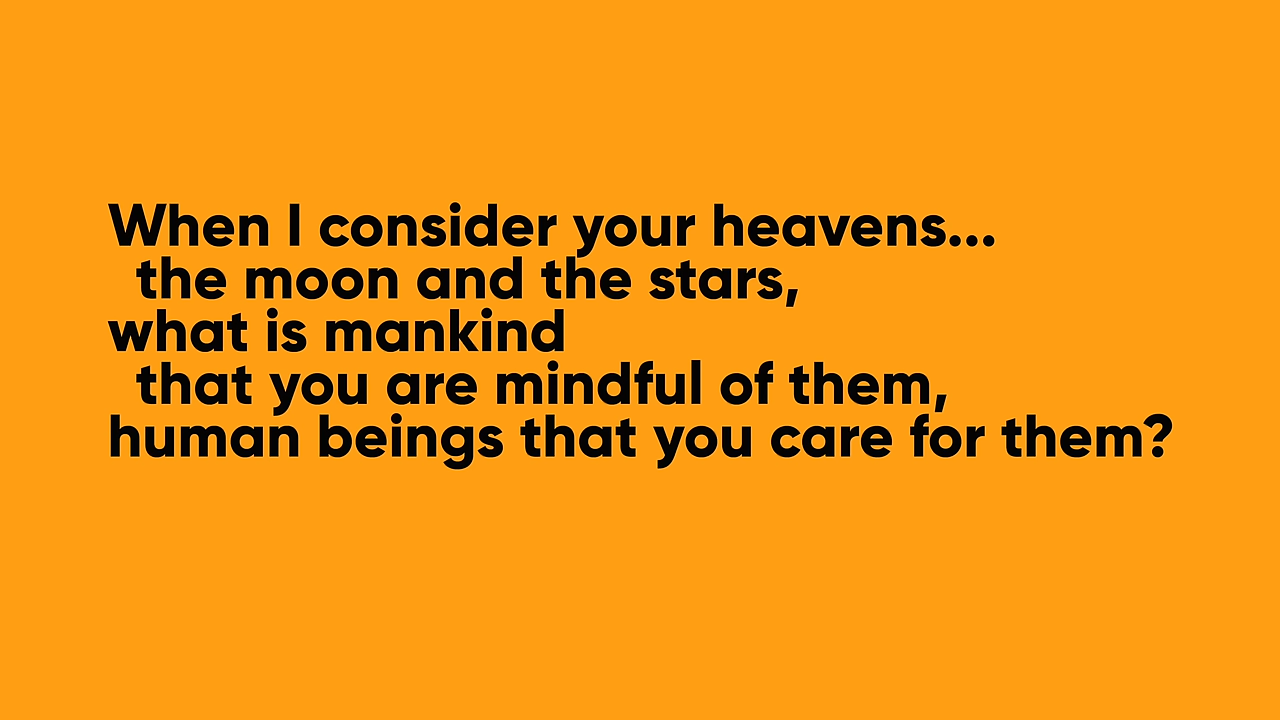 When I consider your heavens...
the moon and the stars,
what is mankind
that you are mindful of them,
human beings that you care for them?